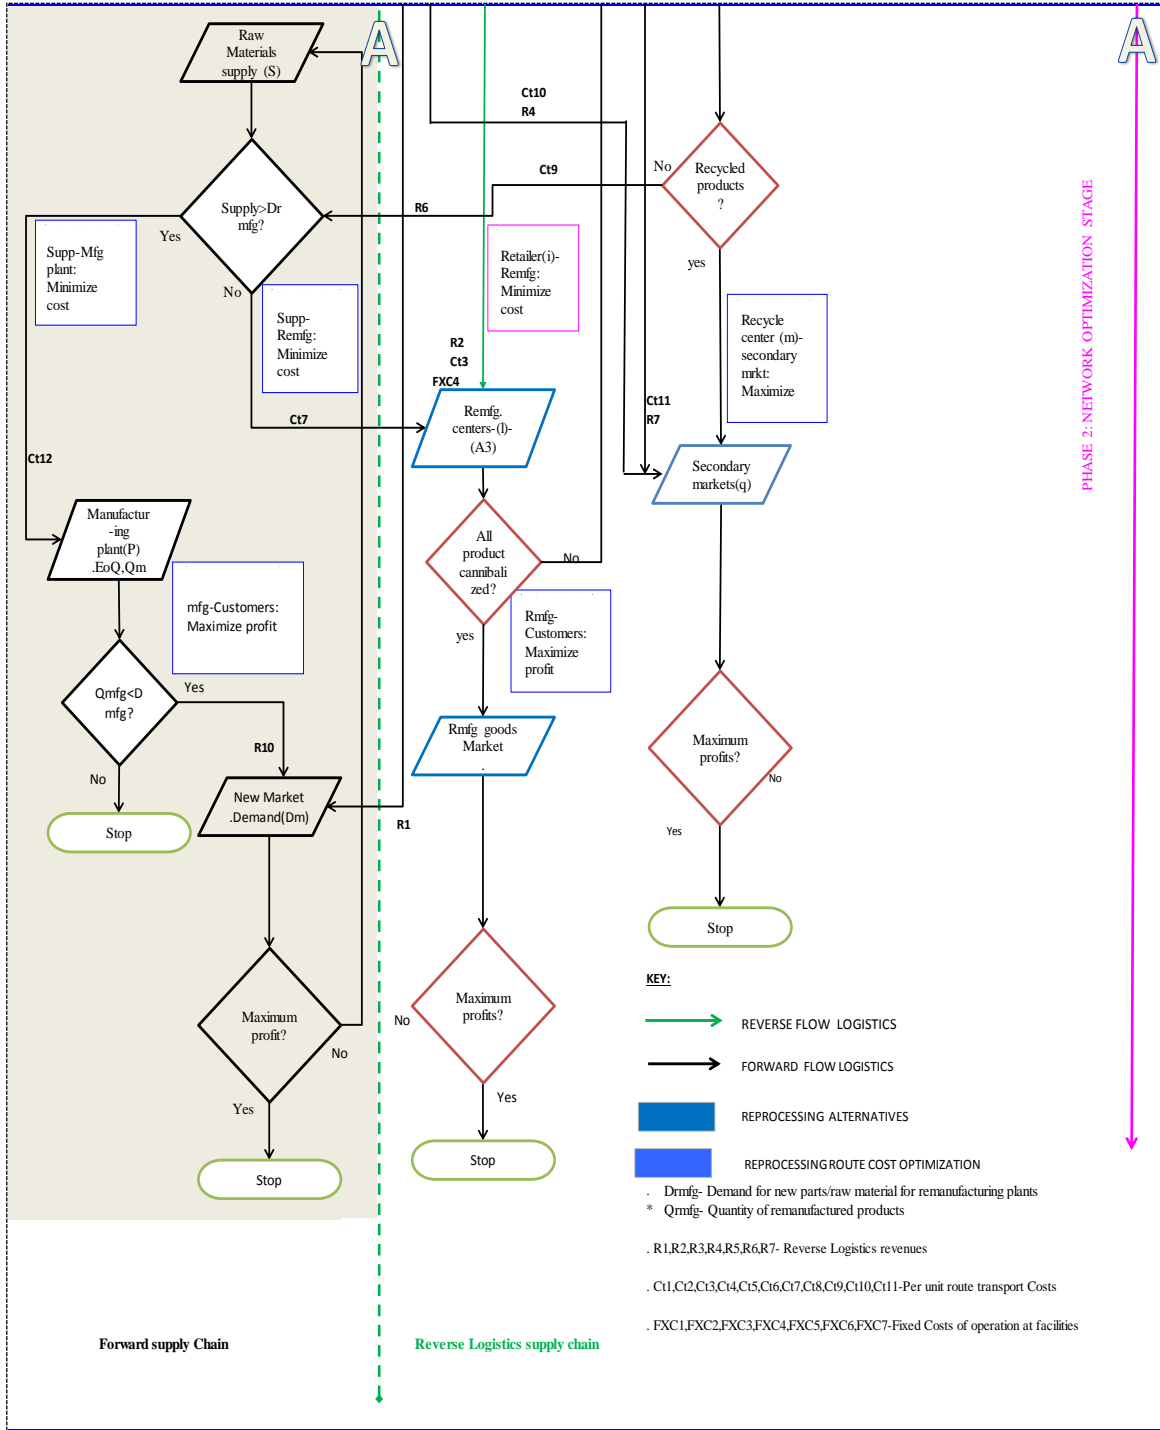 A
A
Raw
Materials
supply (S)
Ct10
R4
No
Recycled
products
?
Ct9
R6
Supply>Dr
mfg?
Yes
yes
Supp-Mfg
plant:
Minimize
cost
Retailer(i)-
Remfg:
Minimize
cost
No
Supp-
Remfg:
Minimize
cost
Recycle
center (m)-
secondary
mrkt:
Maximize
PHASE 2: NETWORK OPTIMIZATION STAGE
R2
Ct3
FXC4
Remfg.
centers-(l)-
(A3)
Ct7
Ct11
R7
Ct12
Secondary
markets(q)
Manufactur
-ing
plant(P)
.EoQ,Qm
All
product
cannibali
zed?
No
mfg-Customers:
Maximize profit
Rmfg-
Customers:
Maximize
profit
yes
Qmfg<D
mfg?
Yes
No
R10
Rmfg goods
Market
.
Maximum
profits?
No
New Market
.Demand(Dm)
R1
Stop
Yes
Stop
KEY:
Maximum
profit?
No
Yes
Stop
Maximum
profits?
No
Yes
Stop
REVERSE FLOW LOGISTICS
FORWARD FLOW LOGISTICS
REPROCESSING ALTERNATIVES
REPROCESSING ROUTE COST OPTIMIZATION
. Drmfg- Demand for new parts/raw material for remanufacturing plants
* Qrmfg- Quantity of remanufactured products
. R1,R2,R3,R4,R5,R6,R7- Reverse Logistics revenues
. Ct1,Ct2,Ct3,Ct4,Ct5,Ct6,Ct7,Ct8,Ct9,Ct10,Ct11-Per unit route transport Costs
. FXC1,FXC2,FXC3,FXC4,FXC5,FXC6,FXC7-Fixed Costs of operation at facilities
Forward supply Chain
Reverse Logistics supply chain